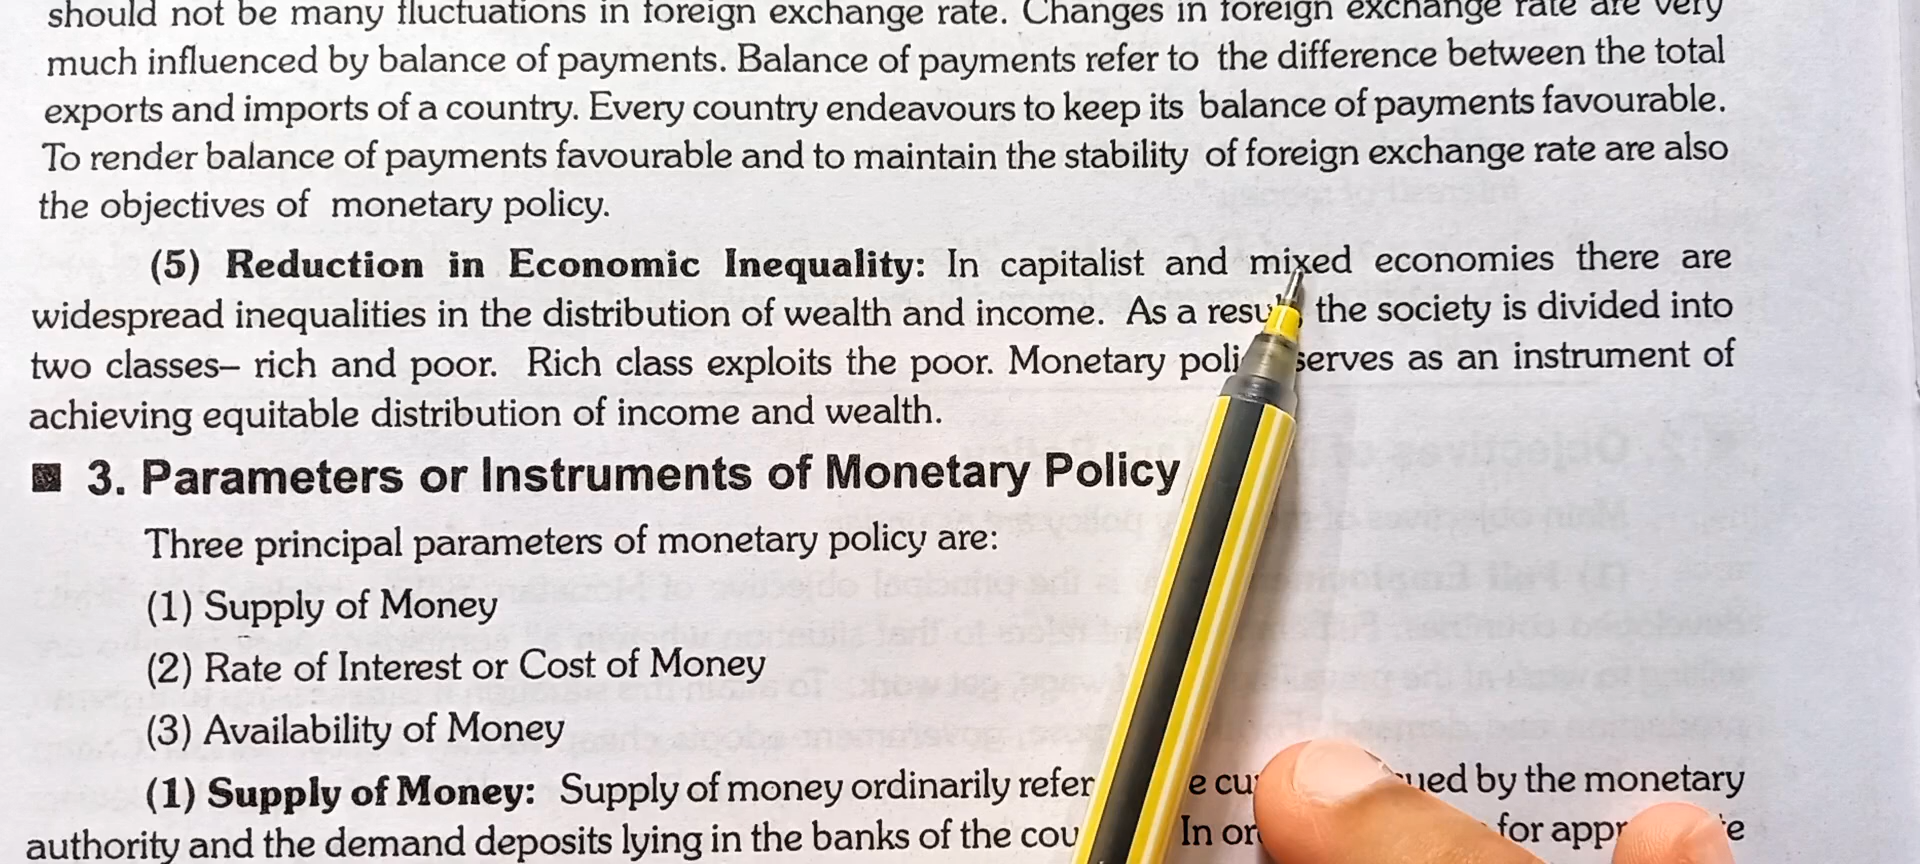 should not be many fluctuations in foreign exchange rate. Changes in foreign exchange rate are very
much influenced by balance of payments. Balance of payments refer to the difference between the total
exports and imports of a country. Every country endeavours to keep its balance of payments favourable.
To render balance of payments favourable and to maintain the stability of foreign exchange rate are also
the objectives of monetary policy.
(5) Reduction in Economic Inequality: In capitalist and mixed economies there are
widespread inequalities in the distribution of wealth and income. As a result, the society is divided into
two classes– rich and poor. Rich class exploits the poor. Monetary policy serves as an instrument of
achieving equitable distribution of income and wealth.
3. Parameters or Instruments of Monetary Policy
Three principal parameters of monetary policy are:
(1) Supply of Money
(2) Rate of Interest or Cost of Money
(3) Availability of Money
(1) Supply of Money: Supply of money ordinarily by the monetary
authority and the demand deposits lying in the banks of the In for